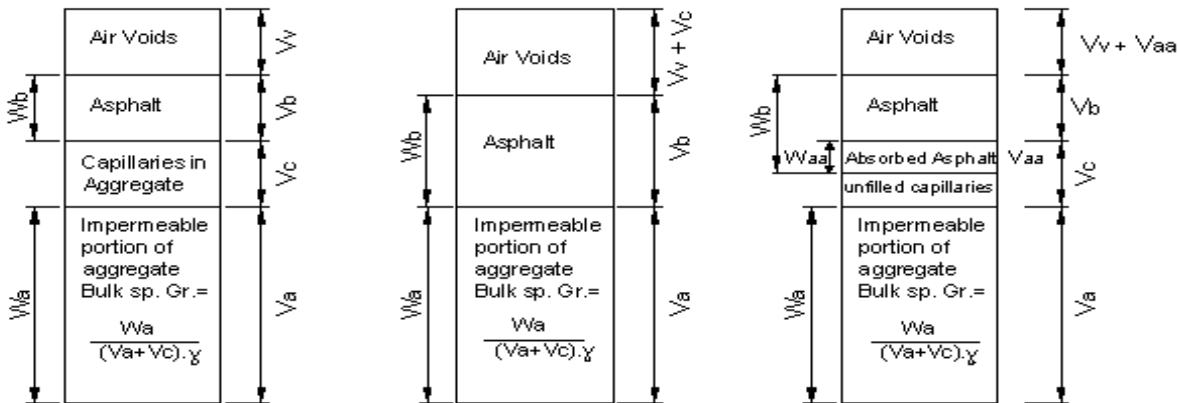 Air Voids
Vv
Wb
Asphalt
Vb
Capillaries in
Aggregate
Vc
Wa
Impermeable
portion of
aggregate
Bulk sp. Gr.=
Wa
(Va+Vc).ɣ
Va
Air Voids
Vv + Vc
Wb
Asphalt
Vb
Wa
Impermeable
portion of
aggregate
Bulk sp. Gr.=
Wa
(Va+Vc).ɣ
Va
Air Voids
Vv + Vaa
Wb
Asphalt
Vb
Waa
Absorbed Asphalt
Vaa
unfilled capillaries
Vc
Wa
Impermeable
portion of
aggregate
Bulk sp. Gr.=
Wa
(Va+Vc).ɣ
Va